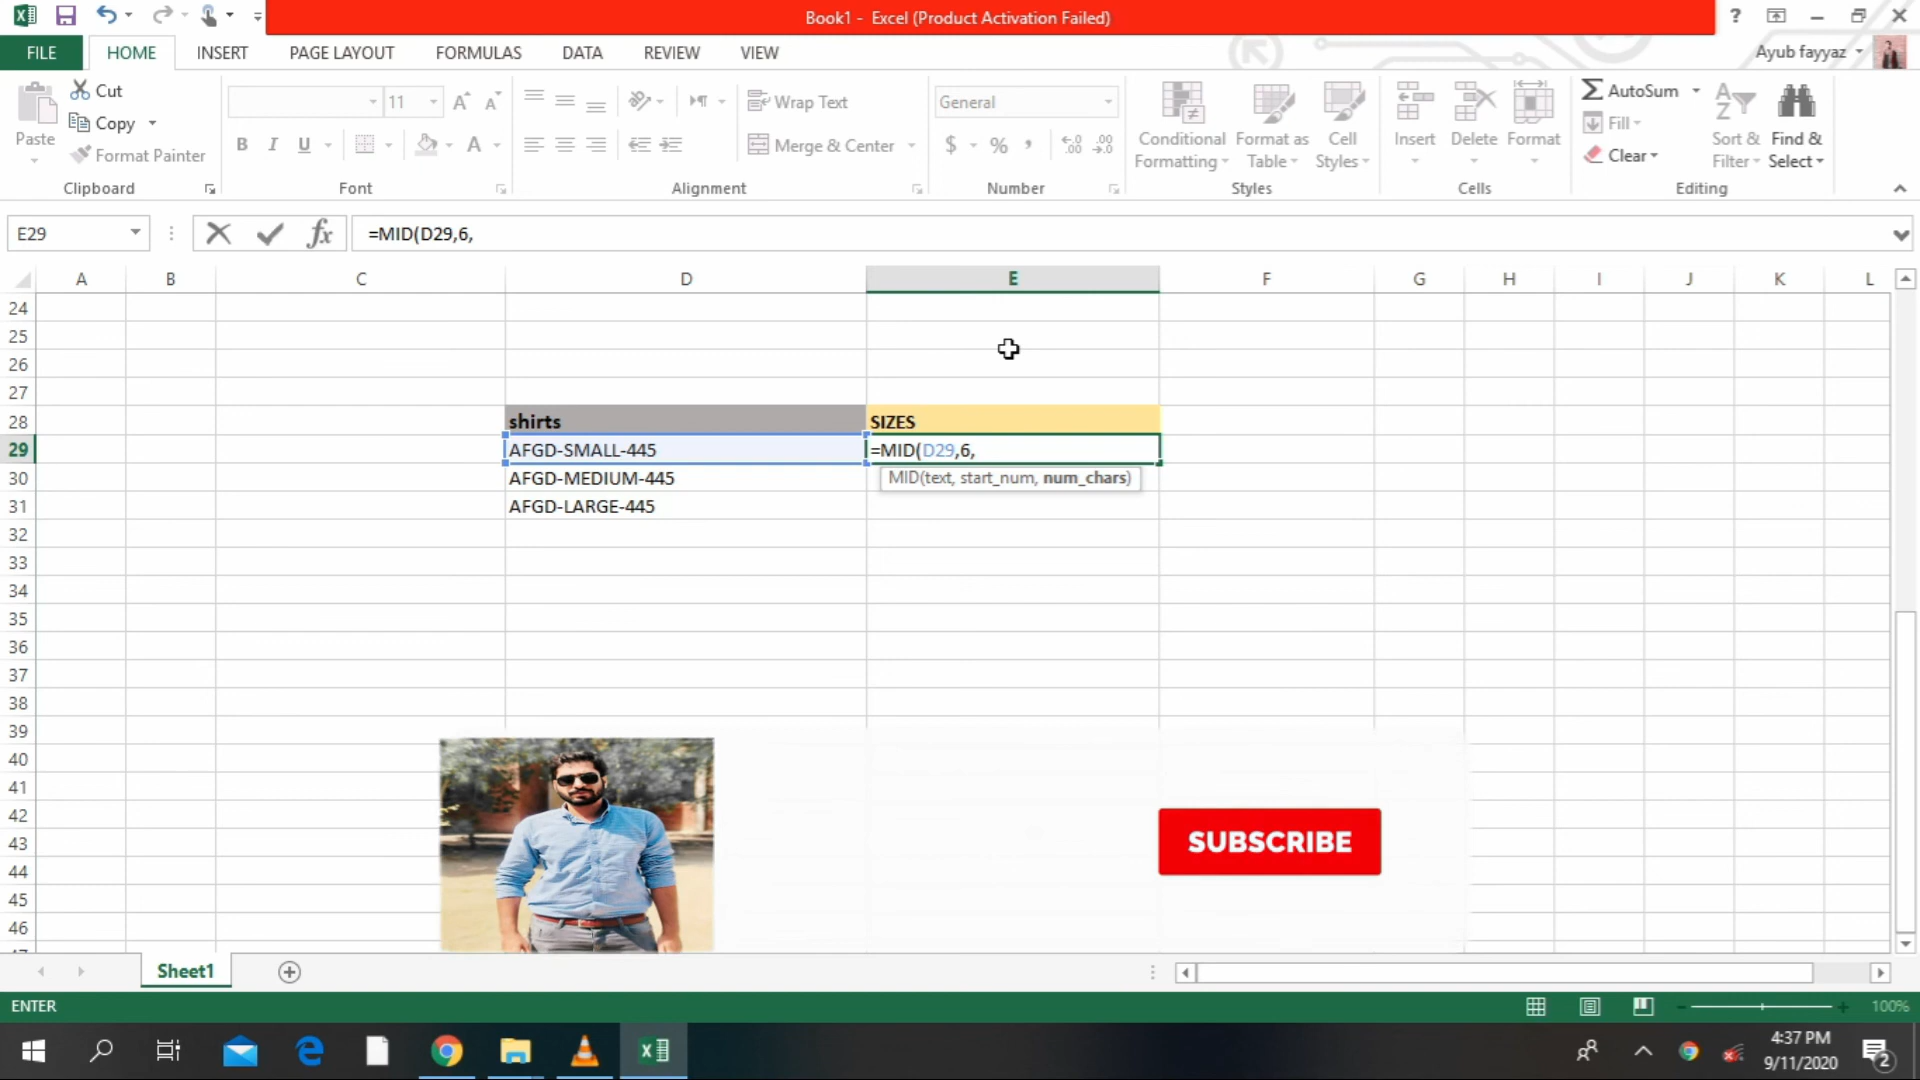 Book1 - Excel (Product Activation Failed)
?
FILE HOME INSERT PAGE LAYOUT FORMULAS DATA REVIEW VIEW
Ayub fayyaz
Paste
Cut
Copy
Format Painter
Clipboard
11
B I U
Font
Wrap Text
Merge & Center
Alignment
General
$ % ,
Number
Conditional Formatting
Format as Table
Cell Styles
Styles
Insert Delete Format
Cells
AutoSum
Fill
Clear
Sort & Filter
Find & Select
Editing
E29
fx
=MID(D29,6,
A B C D E F G H I J K L
24
25
26
27
28 shirts SIZES
29 AFGD-SMALL-445 =MID(D29,6,
30 AFGD-MEDIUM-445 MID(text, start_num, num_chars)
31 AFGD-LARGE-445
32
33
34
35
36
37
38
39
40
41
42
SUBSCRIBE
43
44
45
46
Sheet1
ENTER
100%
4:37 PM
9/11/2020
2